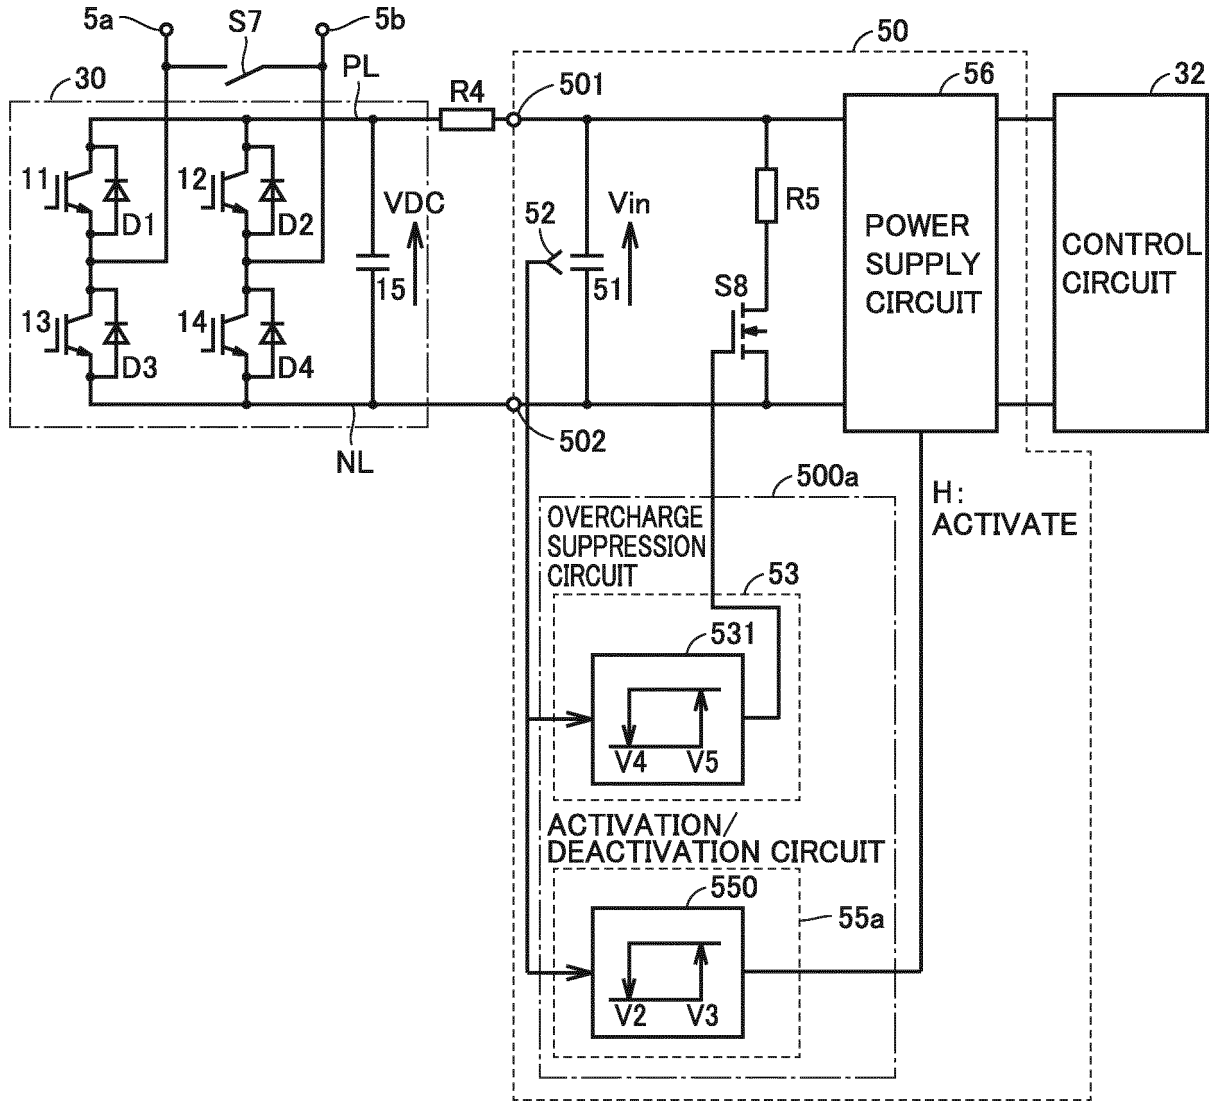 5a
S7
5b
50
30
PL
R4
501
56
32
11
12
D1
D2
VDC
52
Vin
R5
15
51
S8
13
14
D3
D4
POWER
SUPPLY
CIRCUIT
CONTROL
CIRCUIT
NL
502
500a
H:
ACTIVATE
OVERCHARGE
SUPPRESSION
CIRCUIT
53
531
V4
V5
ACTIVATION/
DEACTIVATION CIRCUIT
550
55a
V2
V3